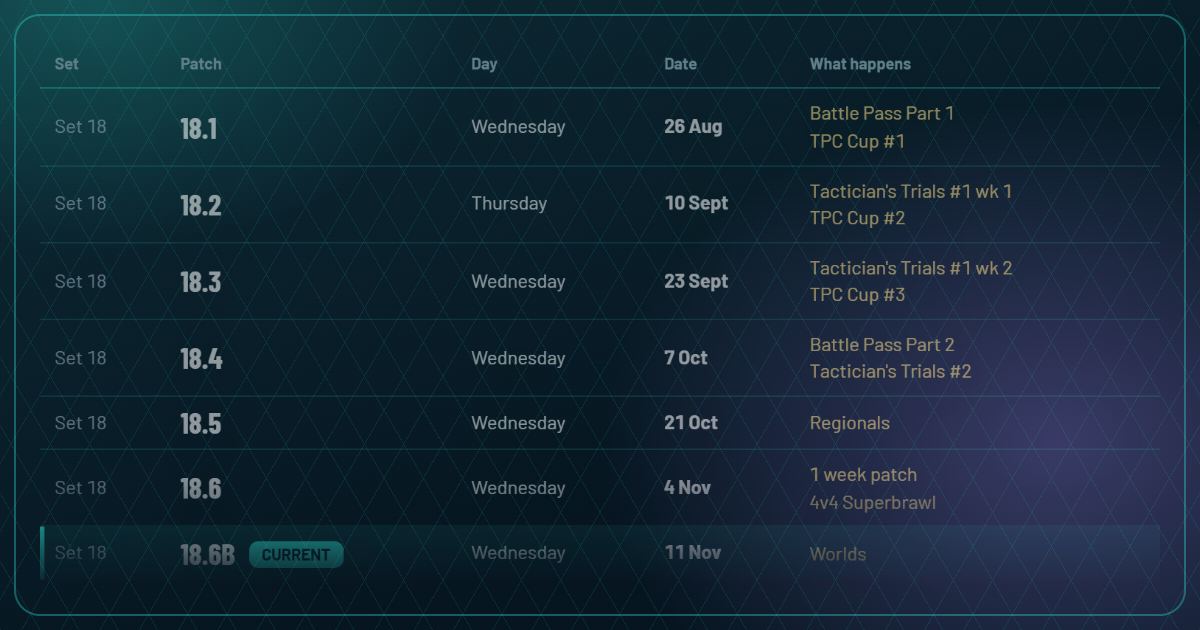 Set Patch Day Date What happens
Set 18 18.1 Wednesday 26 Aug Battle Pass Part 1
TPC Cup #1
Set 18 18.2 Thursday 10 Sept Tactician's Trials #1 wk 1
TPC Cup #2
Set 18 18.3 Wednesday 23 Sept Tactician's Trials #1 wk 2
TPC Cup #3
Set 18 18.4 Wednesday 7 Oct Battle Pass Part 2
Tactician's Trials #2
Set 18 18.5 Wednesday 21 Oct Regionals
Set 18 18.6 Wednesday 4 Nov 1 week patch
4v4 Superbrawl
Set 18 18.6B CURRENT Wednesday 11 Nov Worlds